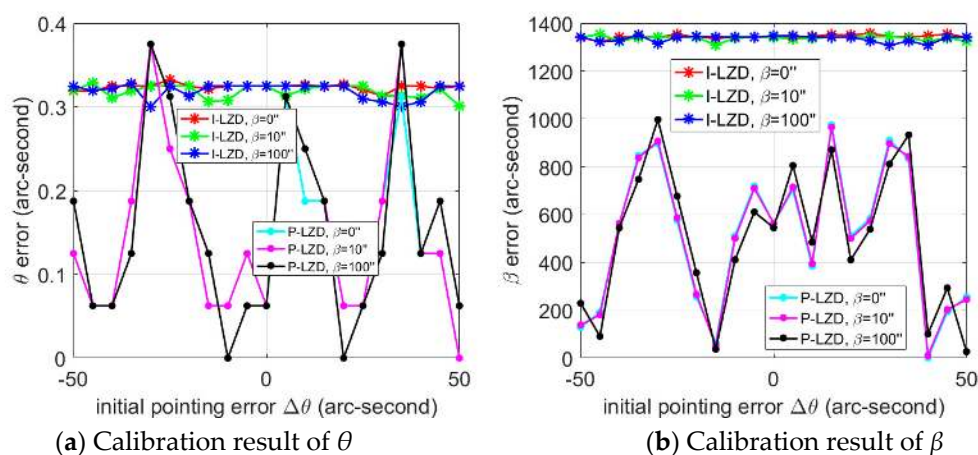 0.4
0.3
0.2
0.1
0
θ error (arc-second)
I-LZD, β=0"
I-LZD, β=10"
I-LZD, β=100"
P-LZD, β=0"
P-LZD, β=10"
P-LZD, β=100"
-50 0 50
initial pointing error Δθ (arc-second)
(a) Calibration result of θ
1400
1200
1000
800
600
400
200
0
β error (arc-second)
I-LZD, β=0"
I-LZD, β=10"
I-LZD, β=100"
P-LZD, β=0"
P-LZD, β=10"
P-LZD, β=100"
-50 0 50
initial pointing error Δθ (arc-second)
(b) Calibration result of β